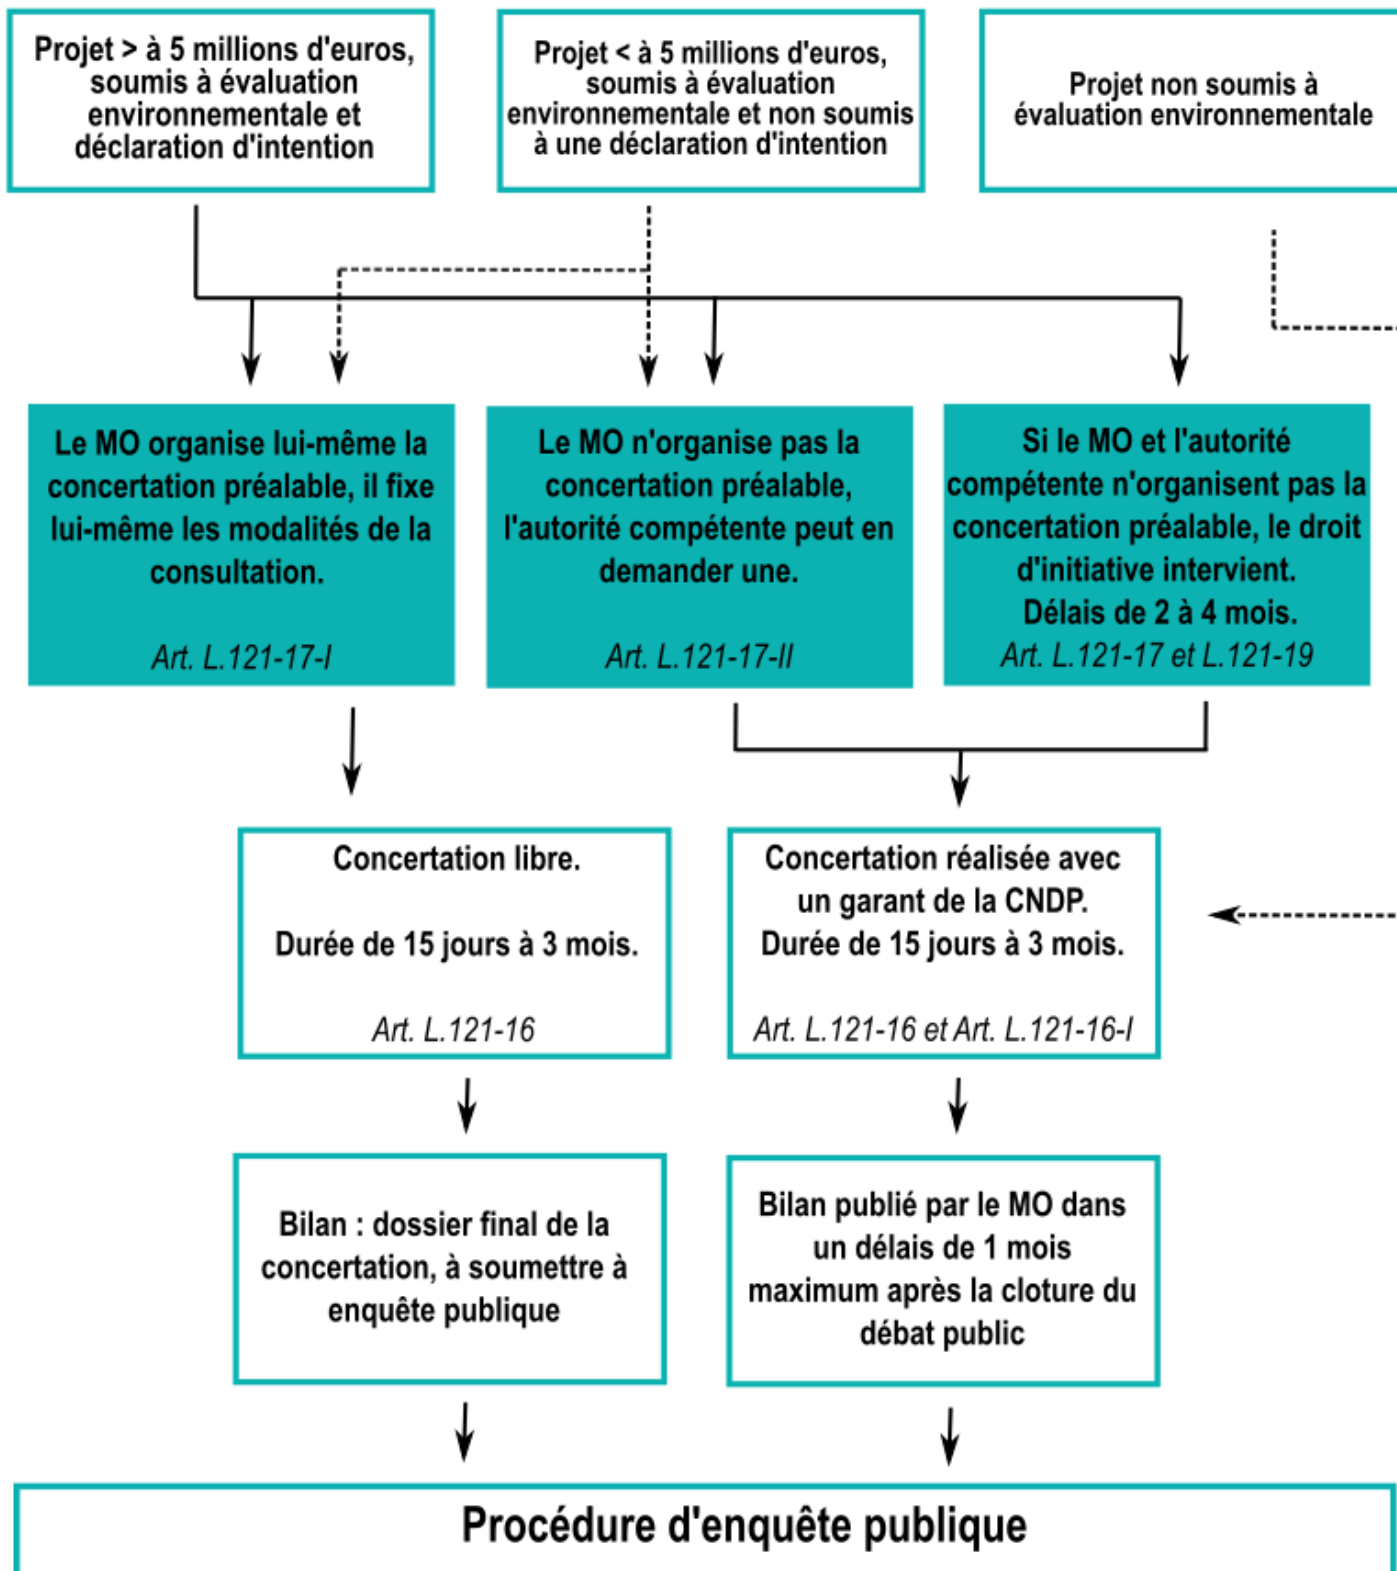 Projet > à 5 millions d'euros,
soumis à évaluation
environnementale et
déclaration d'intention
Projet < à 5 millions d'euros,
soumis à évaluation
environnementale et non soumis
à une déclaration d'intention
Projet non soumis à
évaluation environnementale
Le MO organise lui-même la
concertation préalable, il fixe
lui-même les modalités de la
consultation.
Art. L.121-17-I
Le MO n'organise pas la
concertation préalable,
l'autorité compétente peut en
demander une.
Art. L.121-17-II
Si le MO et l'autorité
compétente n'organisent pas la
concertation préalable, le droit
d'initiative intervient.
Délais de 2 à 4 mois.
Art. L.121-17 et L.121-19
Concertation libre.
Durée de 15 jours à 3 mois.
Art. L.121-16
Concertation réalisée avec
un garant de la CNDP.
Durée de 15 jours à 3 mois.
Art. L.121-16 et Art. L.121-16-I
Bilan : dossier final de la
concertation, à soumettre à
enquête publique
Bilan publié par le MO dans
un délais de 1 mois
maximum après la cloture du
débat public
Procédure d'enquête publique